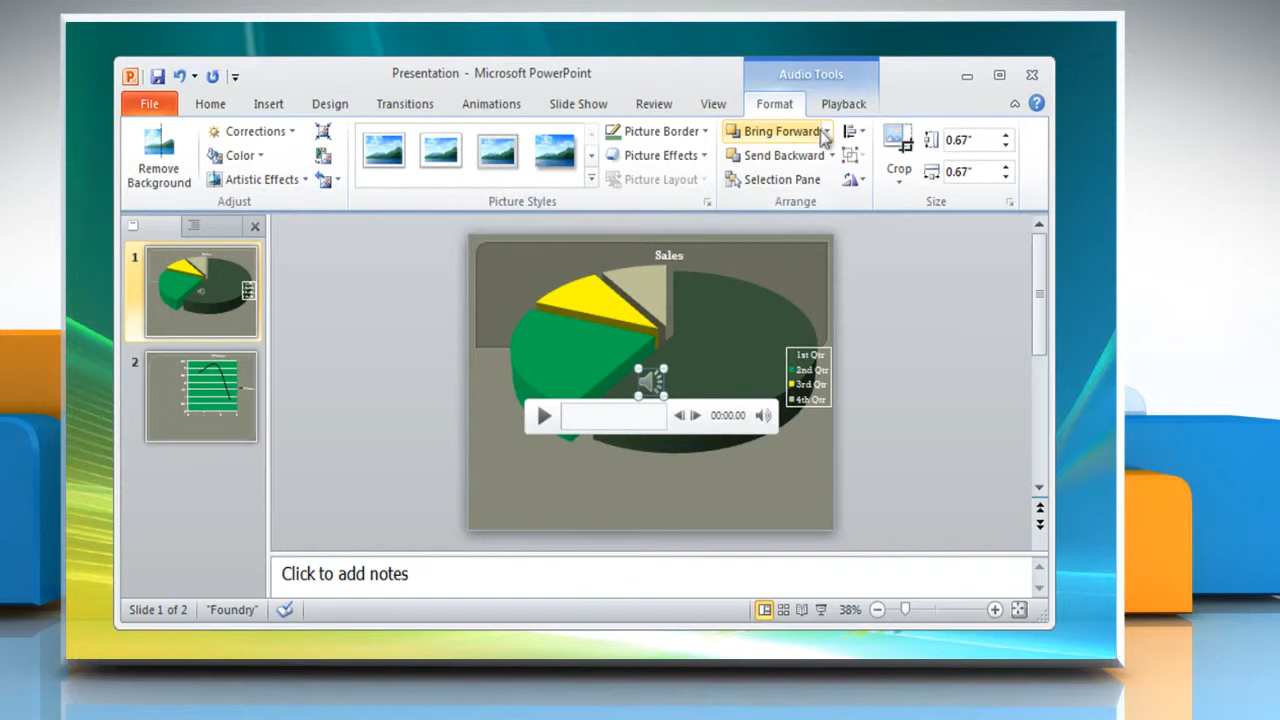 Presentation - Microsoft PowerPoint
Audio Tools
File Home Insert Design Transitions Animations Slide Show Review View Format Playback
Remove Background
Corrections
Color
Artistic Effects
Adjust
Picture Border
Picture Effects
Picture Layout
Picture Styles
Bring Forward
Send Backward
Selection Pane
Arrange
Crop
0.67"
0.67"
Size
1
Sales
2
Sales
1st Qtr
2nd Qtr
3rd Qtr
4th Qtr
00:00.00
Click to add notes
Slide 1 of 2 "Foundry" 38%